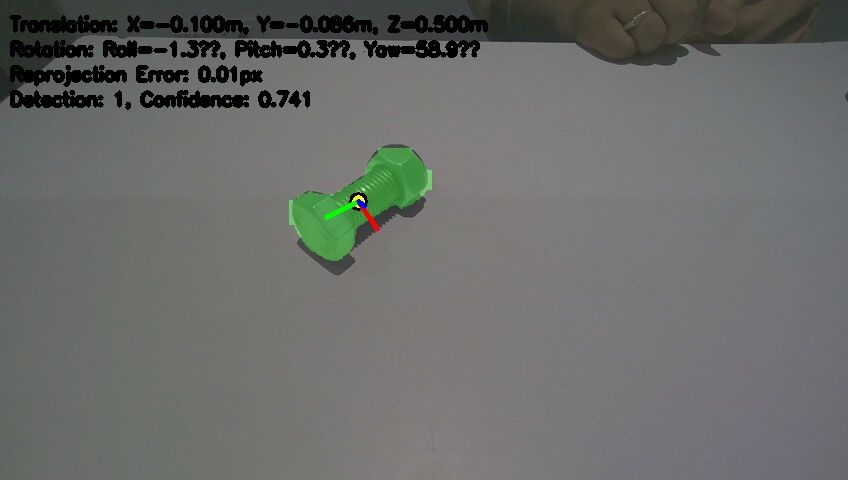 Translation: X=-0.100m, Y=-0.086m, Z=0.500m
Rotation: Roll=-1.3??, Pitch=0.3??, Yaw=58.9??
Reprojection Error: 0.01px
Detection: 1, Confidence: 0.741